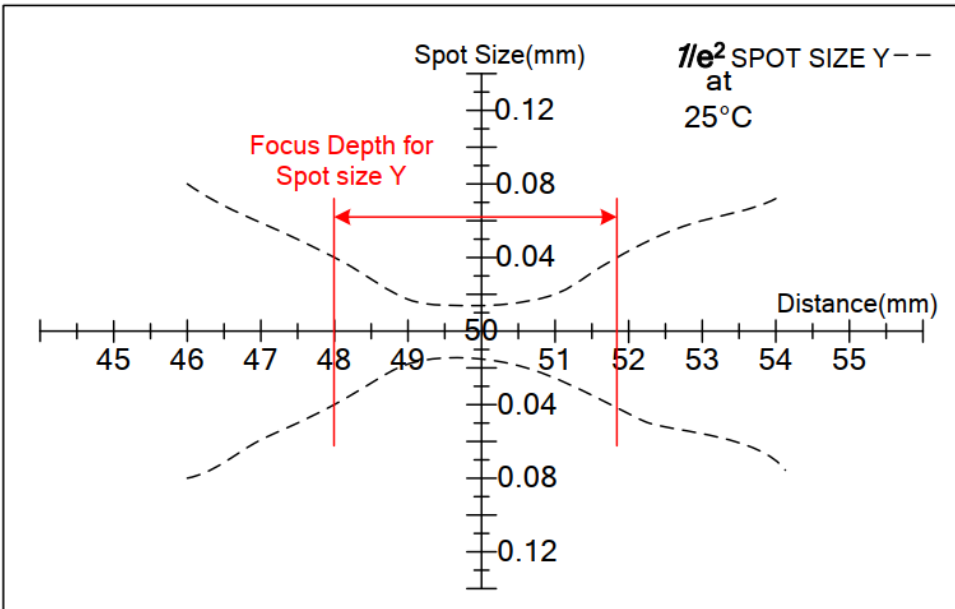 Spot Size(mm)
1/e² SPOT SIZE Y
at
25°C
0.12
Focus Depth for
Spot size Y
0.08
0.04
Distance(mm)
50
45 46 47 48 49 51 52 53 54 55
0.04
0.08
0.12